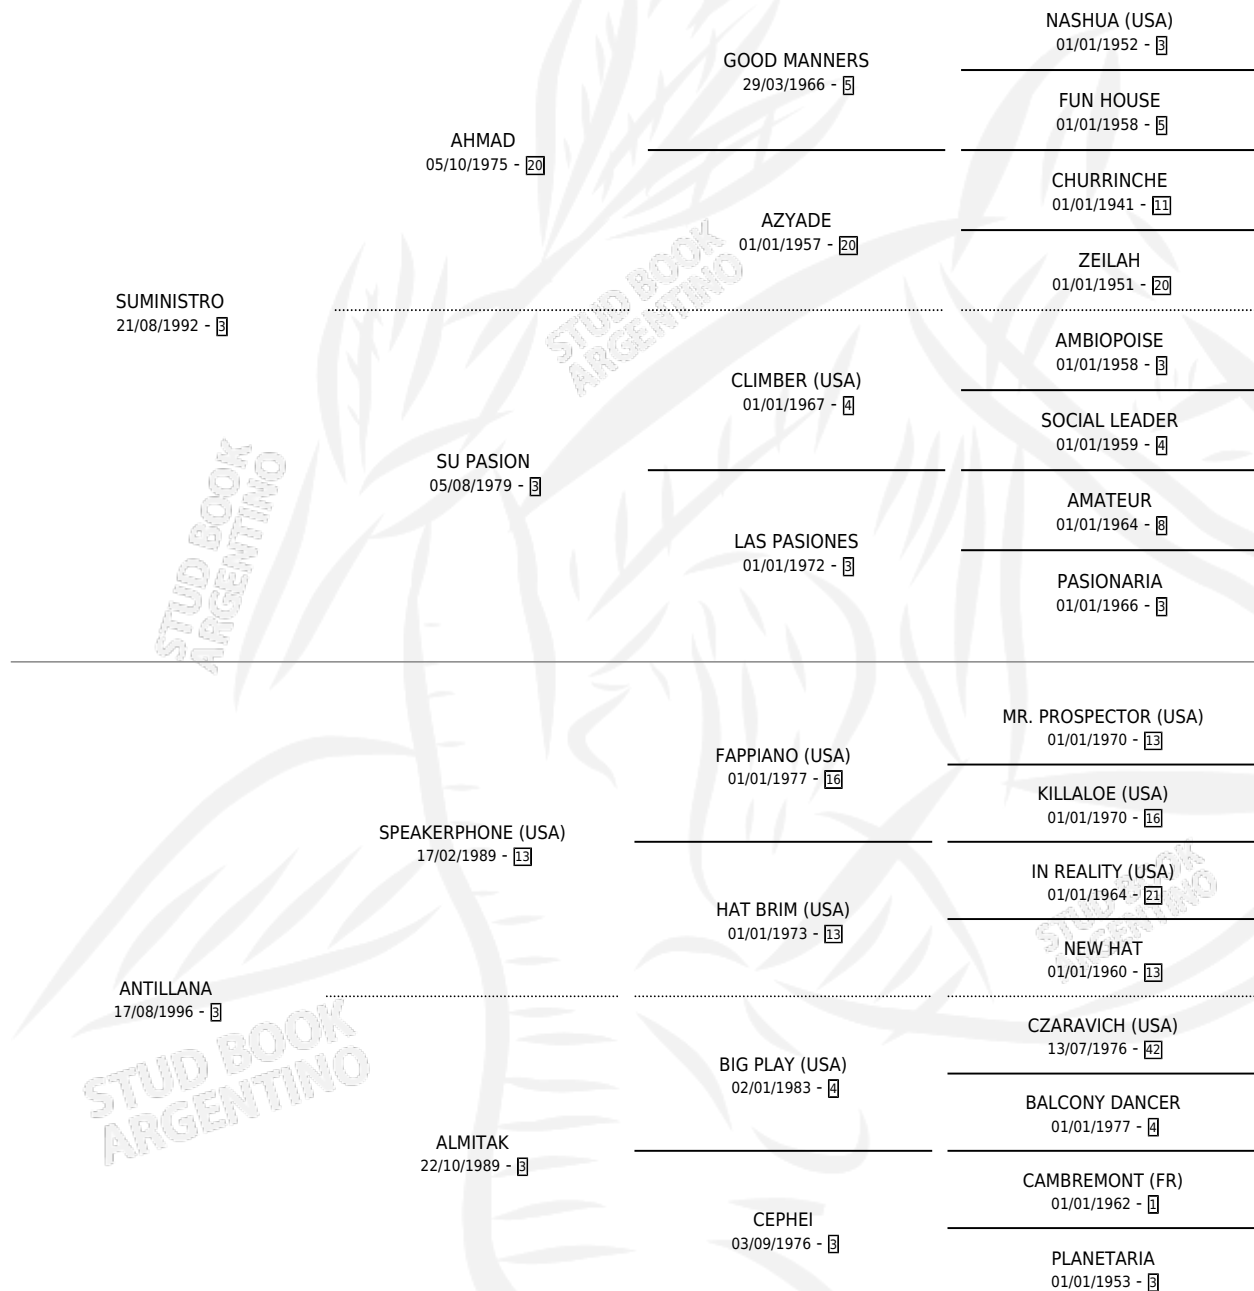 NASHUA (USA)
01/01/1952 - 3
GOOD MANNERS
29/03/1966 - 5
FUN HOUSE
01/01/1958 - 5
AHMAD
05/10/1975 - 20
CHURRINCHE
01/01/1941 - 11
AZYADE
01/01/1957 - 20
ZEILAH
01/01/1951 - 20
SUMINISTRO
21/08/1992 - 3
AMBIOPOISE
01/01/1958 - 3
CLIMBER (USA)
01/01/1967 - 4
SOCIAL LEADER
01/01/1959 - 4
SU PASION
05/08/1979 - 3
AMATEUR
01/01/1964 - 8
LAS PASIONES
01/01/1972 - 3
PASIONARIA
01/01/1966 - 3
STUD BOOK
ARGENTINO
STUD BOOK
ARGENTINO
MR. PROSPECTOR (USA)
01/01/1970 - 13
FAPPIANO (USA)
01/01/1977 - 16
KILLALOE (USA)
01/01/1970 - 16
SPEAKERPHONE (USA)
17/02/1989 - 13
IN REALITY (USA)
01/01/1964 - 21
HAT BRIM (USA)
01/01/1973 - 13
NEW HAT
01/01/1960 - 13
ANTILLANA
17/08/1996 - 3
CZARAVICH (USA)
13/07/1976 - 42
BIG PLAY (USA)
02/01/1983 - 4
BALCONY DANCER
01/01/1977 - 4
ALMITAK
22/10/1989 - 3
CAMBREMONT (FR)
01/01/1962 - 1
CEPHEI
03/09/1976 - 3
PLANETARIA
01/01/1953 - 3
STUD BOOK
ARGENTINO
STUD BOOK
ARGENTINO